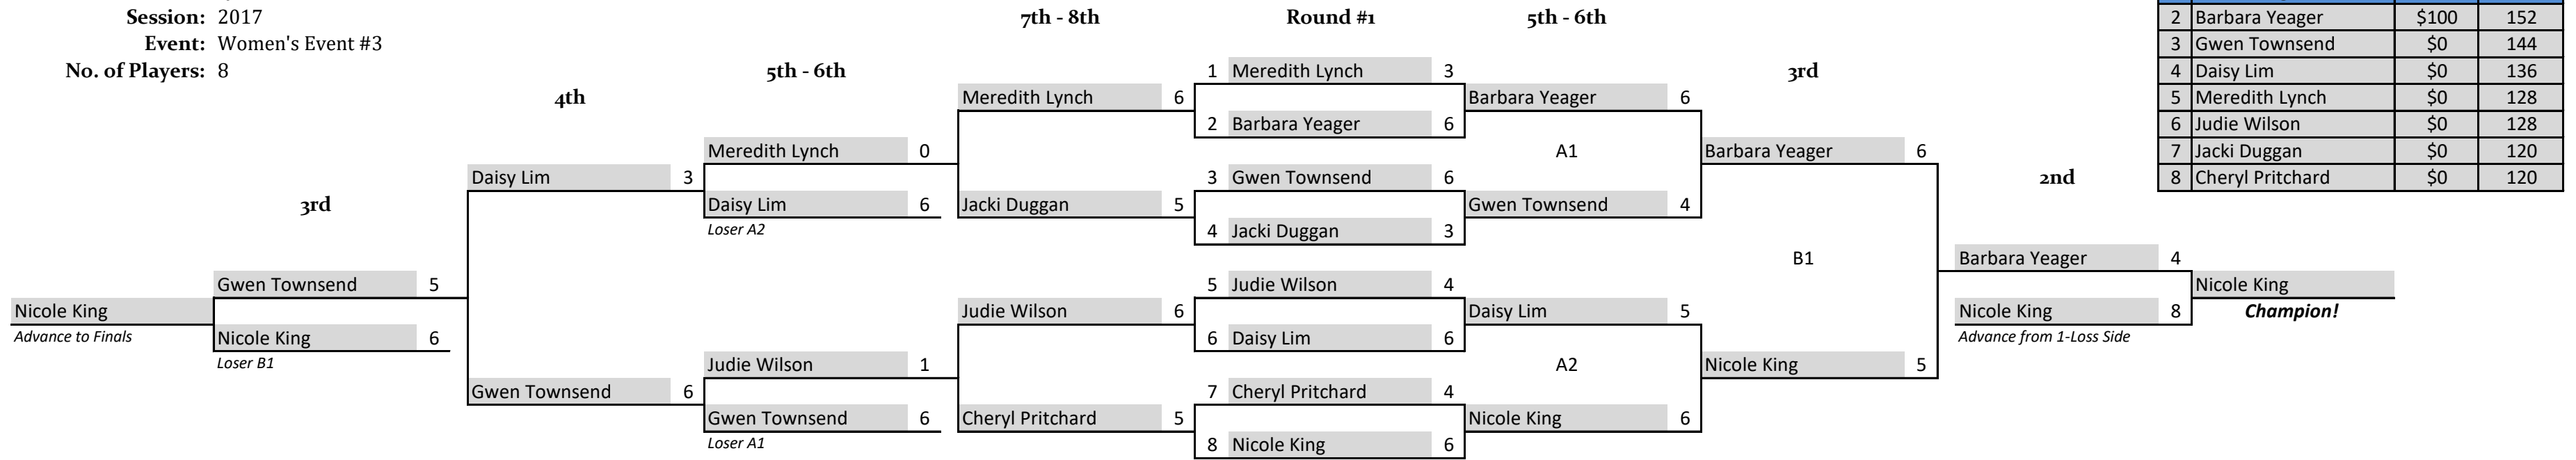 Session: 2017
Event: Women's Event #3
No. of Players: 8
7th - 8th
Round #1
5th - 6th
5th - 6th
3rd
4th
3rd
2nd
2 Barbara Yeager $100 152
3 Gwen Townsend $0 144
4 Daisy Lim $0 136
5 Meredith Lynch $0 128
6 Judie Wilson $0 128
7 Jacki Duggan $0 120
8 Cheryl Pritchard $0 120
Nicole King
Advance to Finals
Gwen Townsend 5
Nicole King 6
Loser B1
Daisy Lim 3
Gwen Townsend 6
Meredith Lynch 0
Daisy Lim 6
Loser A2
Judie Wilson 1
Gwen Townsend 6
Loser A1
Meredith Lynch 6
Jacki Duggan 5
Judie Wilson 6
Cheryl Pritchard 5
1 Meredith Lynch 3
2 Barbara Yeager 6
3 Gwen Townsend 6
4 Jacki Duggan 3
5 Judie Wilson 4
6 Daisy Lim 6
7 Cheryl Pritchard 4
8 Nicole King 6
Barbara Yeager 6
A1
Gwen Townsend 4
Daisy Lim 5
A2
Nicole King 6
Barbara Yeager 6
B1
Nicole King 5
Barbara Yeager 4
Nicole King 8
Advance from 1-Loss Side
Nicole King
Champion!